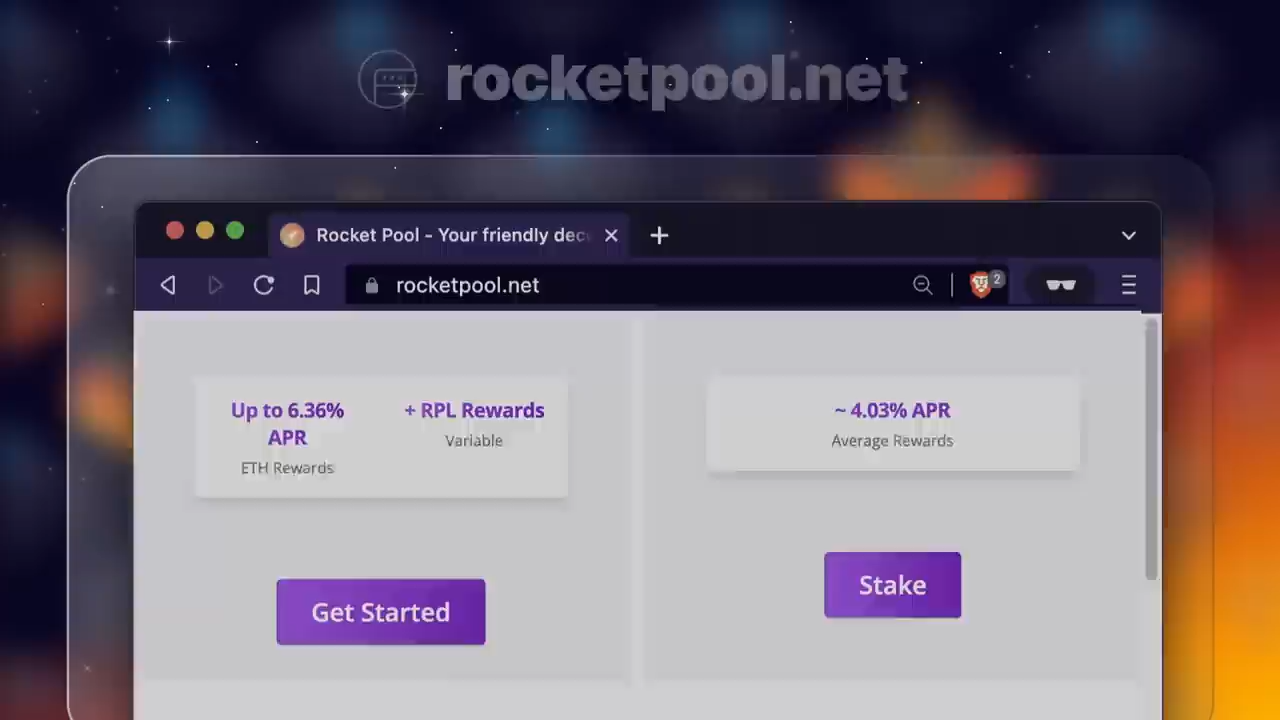 rocketpool.net
Rocket Pool - Your friendly dec
rocketpool.net
2
Up to 6.36%
APR
ETH Rewards
+ RPL Rewards
Variable
Get Started
~ 4.03% APR
Average Rewards
Stake